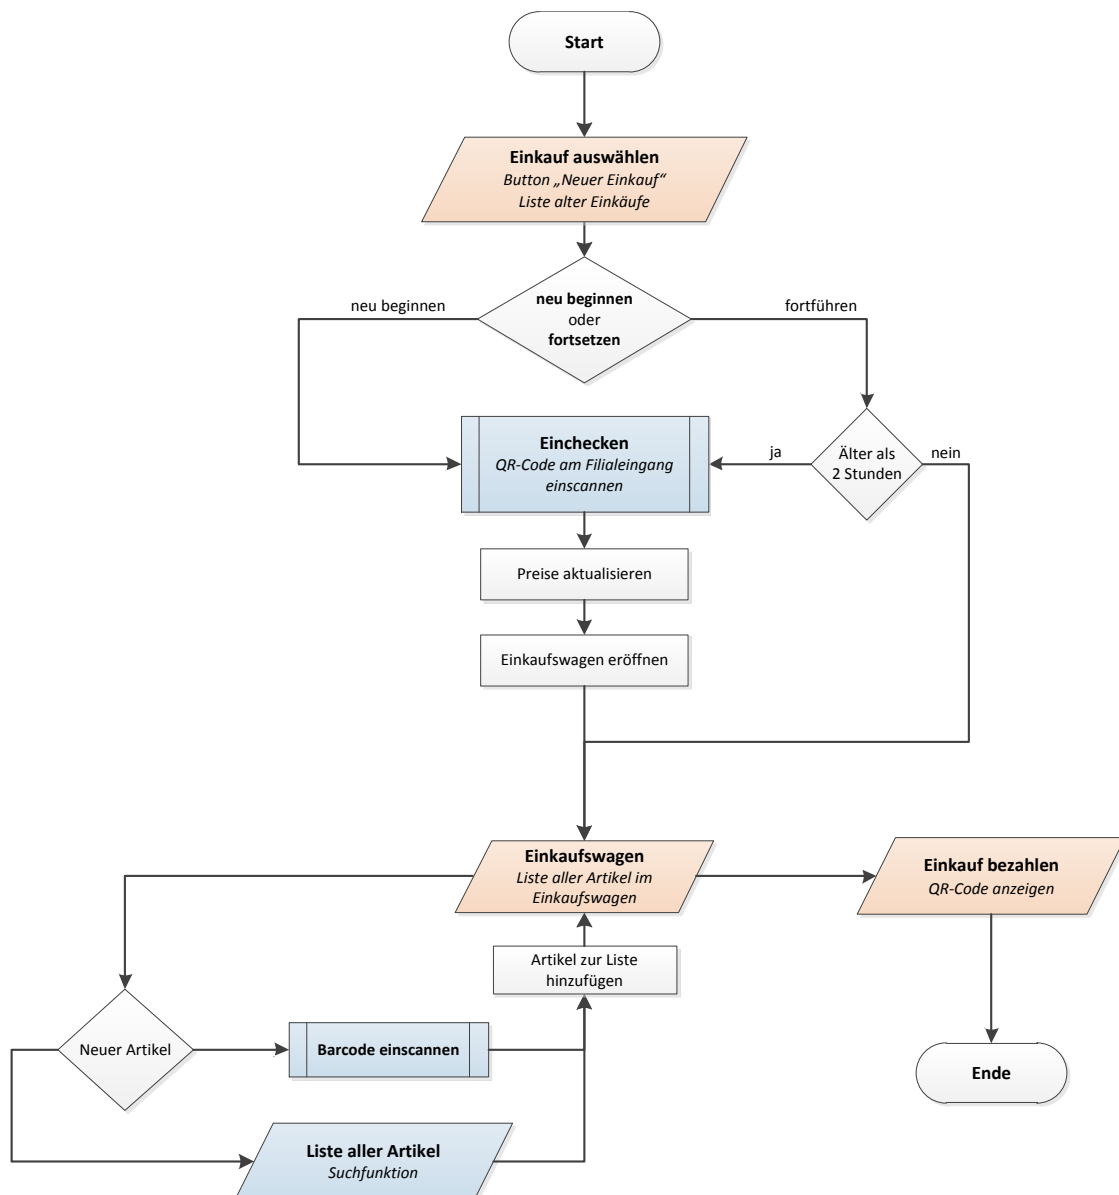 Start
Einkauf auswählen
Button „Neuer Einkauf“
Liste alter Einkäufe
neu beginnen
neu beginnen
oder
fortsetzen
fortführen
Einchecken
QR-Code am Filialeingang
einscannen
ja
Älter als
2 Stunden
nein
Preise aktualisieren
Einkaufswagen eröffnen
Einkaufswagen
Liste aller Artikel im
Einkaufswagen
Einkauf bezahlen
QR-Code anzeigen
Artikel zur Liste
hinzufügen
Neuer Artikel
Barcode einscannen
Ende
Liste aller Artikel
Suchfunktion